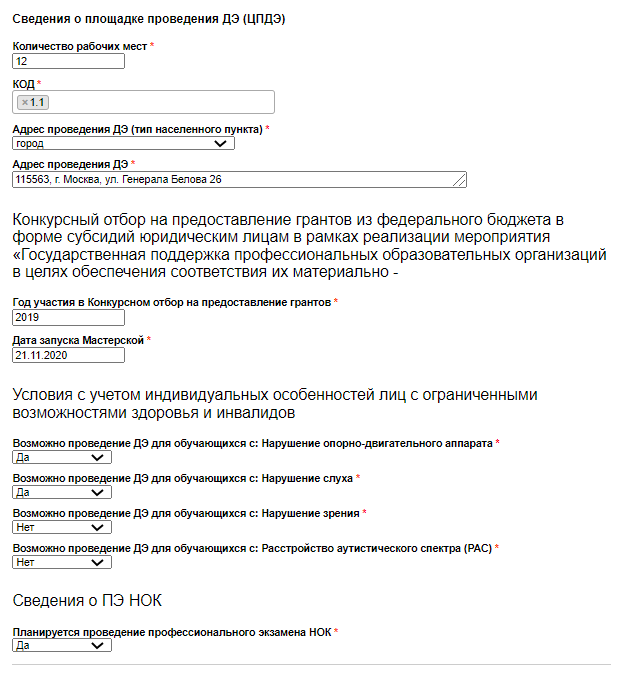 Сведения о площадке проведения ДЭ (ЦПДЭ)
Количество рабочих мест *
12
КОД *
×1.1
Адрес проведения ДЭ (тип населенного пункта) *
город
Адрес проведения ДЭ *
115563, г. Москва, ул. Генерала Белова 26
Конкурсный отбор на предоставление грантов из федерального бюджета в
форме субсидий юридическим лицам в рамках реализации мероприятия
«Государственная поддержка профессиональных образовательных организаций
в целях обеспечения соответствия их материально -
Год участия в Конкурсном отбор на предоставление грантов *
2019
Дата запуска Мастерской *
21.11.2020
Условия с учетом индивидуальных особенностей лиц с ограниченными
возможностями здоровья и инвалидов
Возможно проведение ДЭ для обучающихся с: Нарушение опорно-двигательного аппарата *
Да
Возможно проведение ДЭ для обучающихся с: Нарушение слуха *
Да
Возможно проведение ДЭ для обучающихся с: Нарушение зрения *
Нет
Возможно проведение ДЭ для обучающихся с: Расстройство аутистического спектра (РАС) *
Нет
Сведения о ПЭ НОК
Планируется проведение профессионального экзамена НОК *
Да